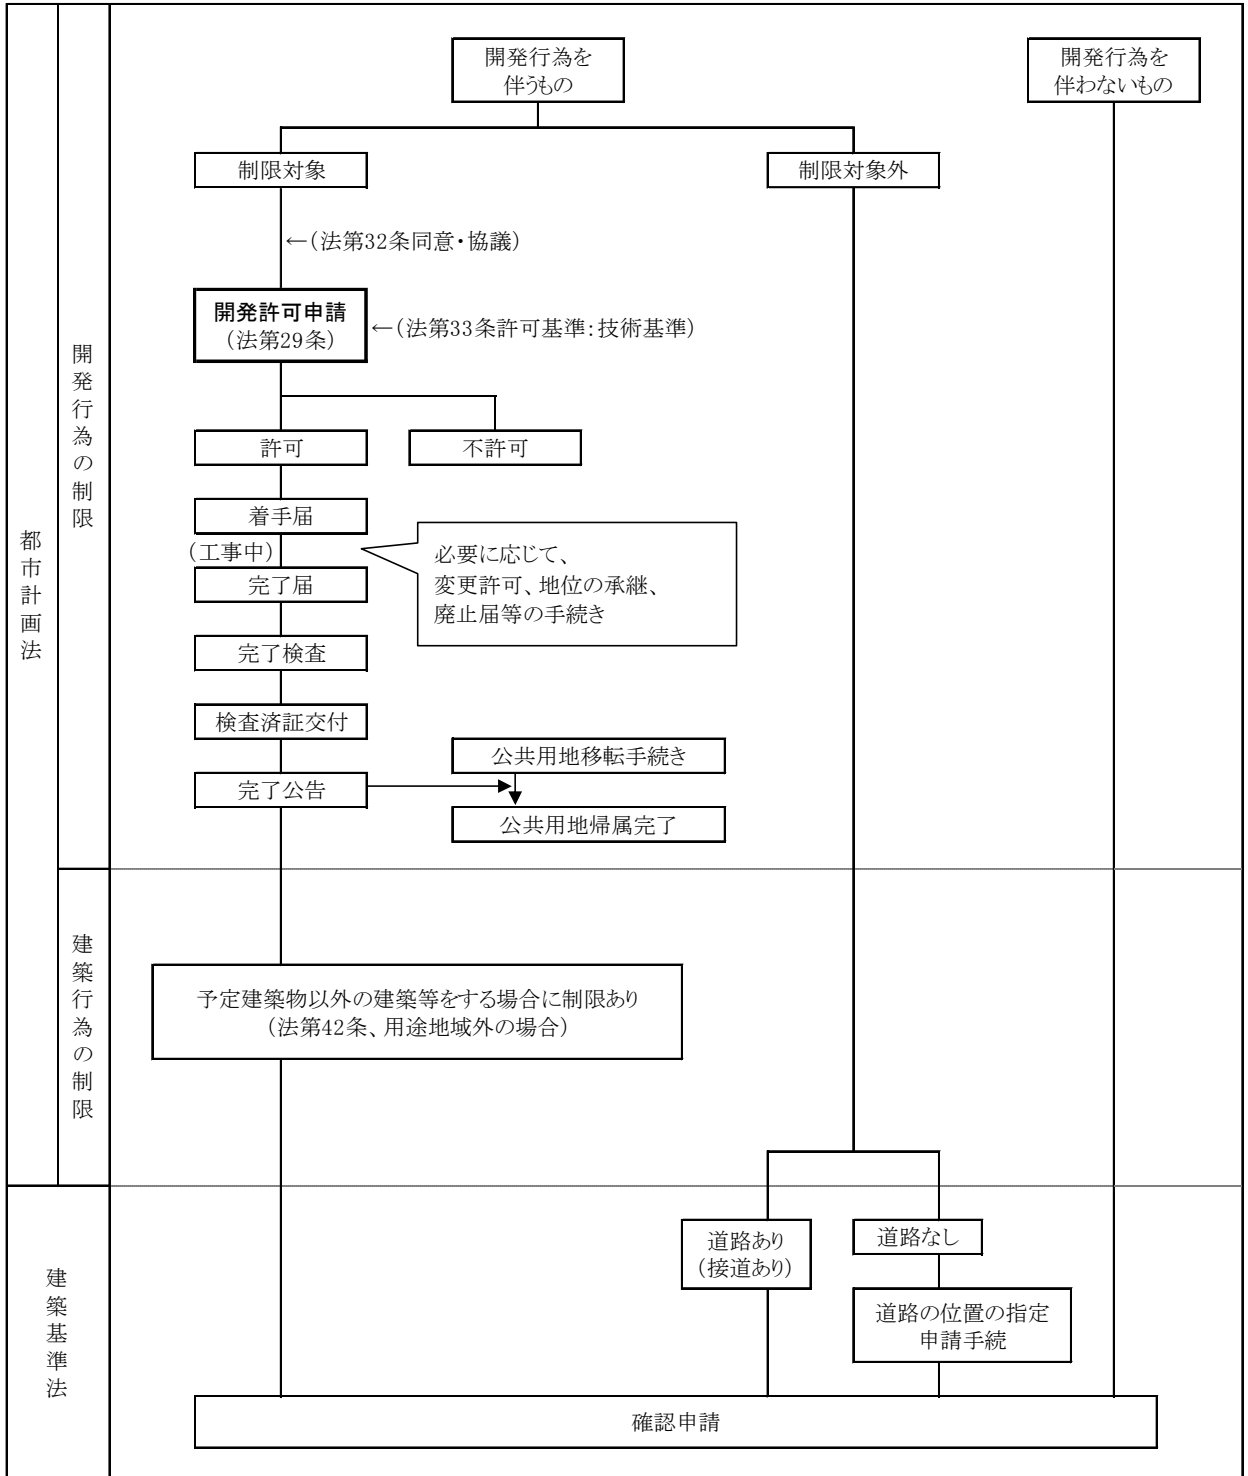 開発行為を
伴うもの
開発行為を
伴わないもの
制限対象
制限対象外
←(法第32条同意・協議)
開発許可申請
(法第29条)
←(法第33条許可基準:技術基準)
許可
不許可
着手届
(工事中)
必要に応じて、
変更許可、地位の承継、
廃止届等の手続き
完了届
完了検査
検査済証交付
公共用地移転手続き
完了公告
公共用地帰属完了
都市計画法
開発行為の制限
建築行為の制限
予定建築物以外の建築等をする場合に制限あり
(法第42条、用途地域外の場合)
建築基準法
道路あり
(接道あり)
道路なし
道路の位置の指定
申請手続
確認申請